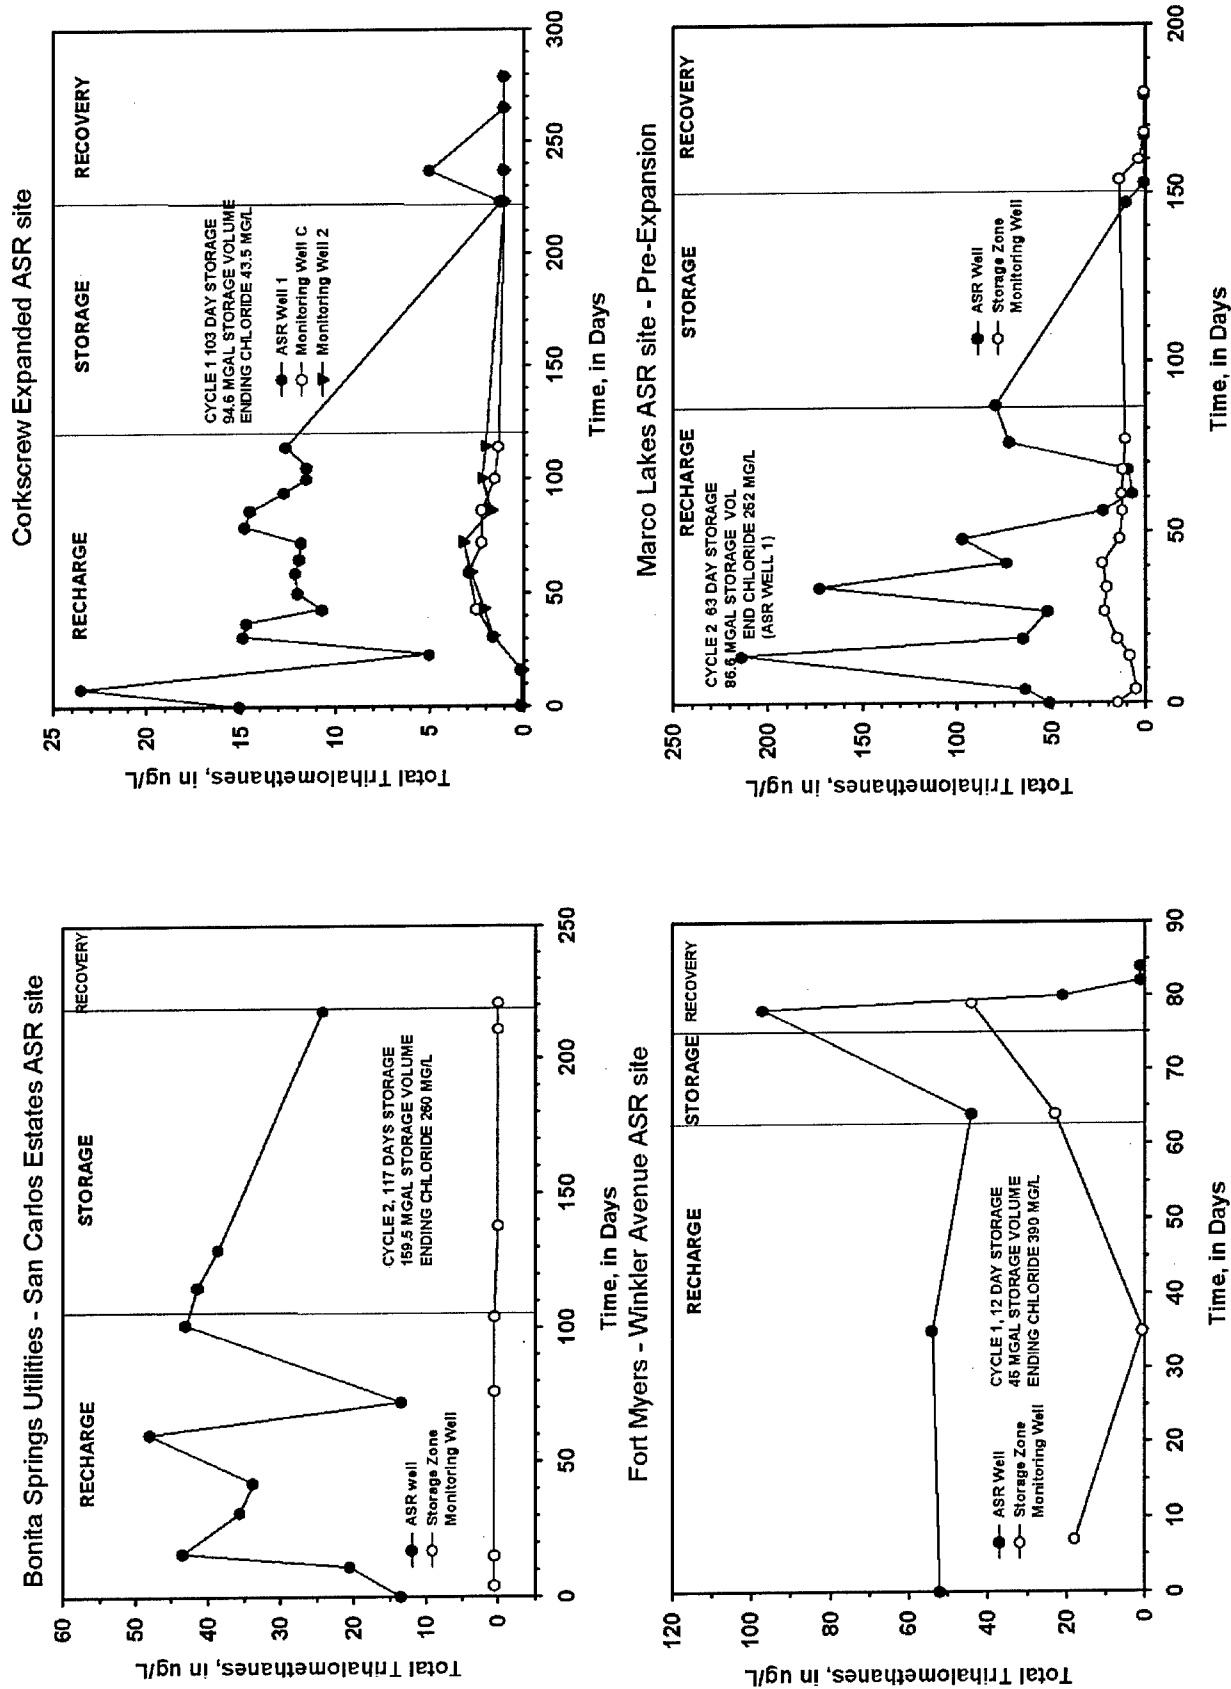 Bonita Springs Utilities - San Carlos Estates ASR site
RECHARGE
STORAGE
RECOVERY
CYCLE 2, 117 DAYS STORAGE
159.5 MGAL STORAGE VOLUME
ENDING CHLORIDE 260 MG/L
ASR well
Storage Zone
Monitoring Well
Total Trihalomethanes, in ug/L
60
50
40
30
20
10
0
0
50
100
150
200
250
Time, in Days
Corkscrew Expanded ASR site
RECHARGE
STORAGE
RECOVERY
CYCLE 1 103 DAY STORAGE
94.6 MGAL STORAGE VOLUME
ENDING CHLORIDE 43.5 MG/L
ASR Well 1
Monitoring Well C
Monitoring Well 2
Total Trihalomethanes, in ug/L
25
20
15
10
5
0
0
50
100
150
200
250
300
Time, in Days
Fort Myers - Winkler Avenue ASR site
RECHARGE
STORAGE
RECOVERY
CYCLE 1, 12 DAY STORAGE
45 MGAL STORAGE VOLUME
ENDING CHLORIDE 390 MG/L
ASR Well
Storage Zone
Monitoring Well
Total Trihalomethanes, in ug/L
120
100
80
60
40
20
0
0
10
20
30
40
50
60
70
80
90
Time, in Days
Marco Lakes ASR site - Pre-Expansion
RECHARGE
STORAGE
RECOVERY
CYCLE 2 63 DAY STORAGE
86.6 MGAL STORAGE VOL
END CHLORIDE 252 MG/L
(ASR WELL 1)
ASR Well
Storage Zone
Monitoring Well
Total Trihalomethanes, in ug/L
250
200
150
100
50
0
0
50
100
150
200
Time, in Days